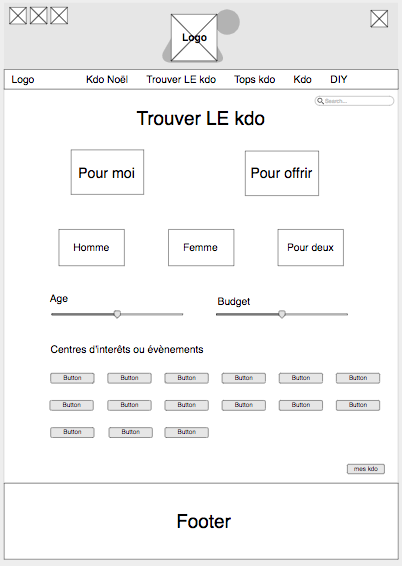 Logo
Logo Kdo Noël Trouver LE kdo Tops kdo Kdo DIY
Search...
Trouver LE kdo
Pour moi Pour offrir
Homme Femme Pour deux
Age Budget
Centres d'interêts ou évènements
Button Button Button Button Button Button
Button Button Button Button Button Button
Button Button Button
mes kdo
Footer